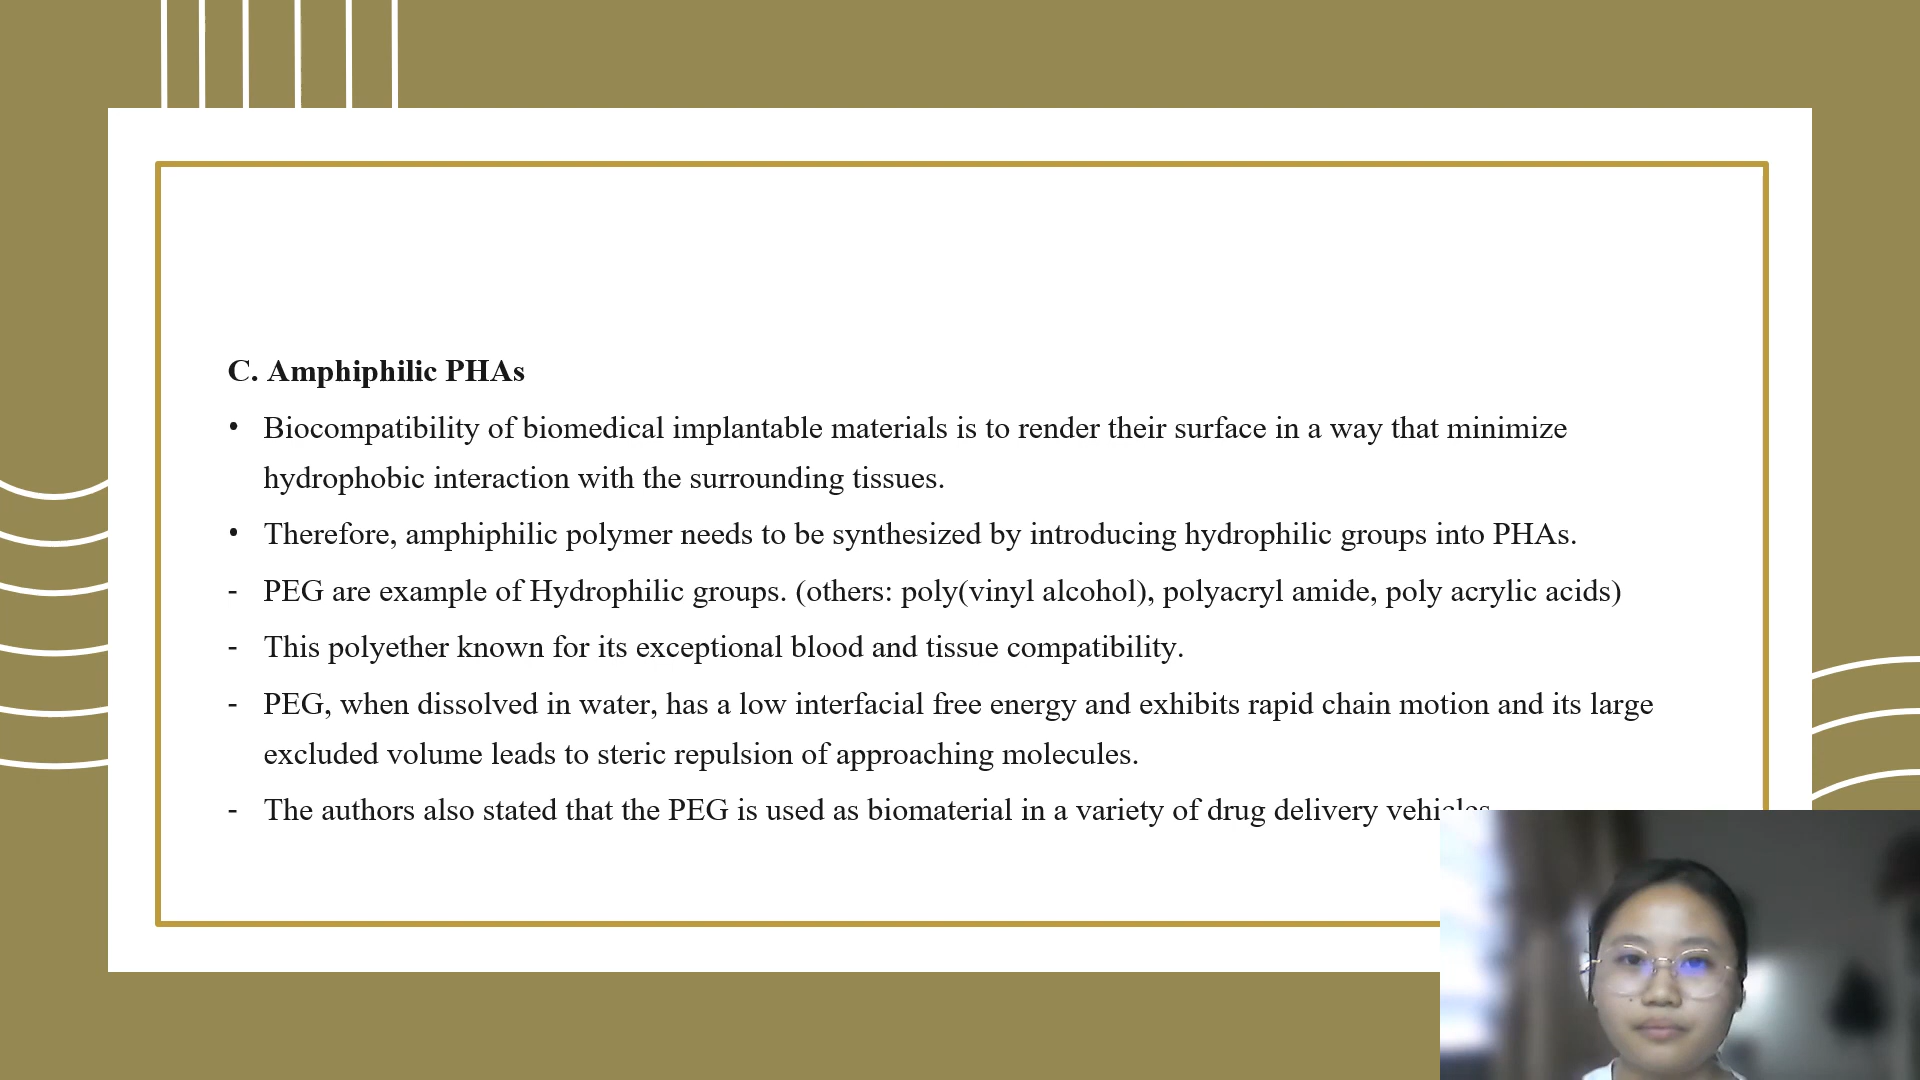 C. Amphiphilic PHAs
• Biocompatibility of biomedical implantable materials is to render their surface in a way that minimize
hydrophobic interaction with the surrounding tissues.
• Therefore, amphiphilic polymer needs to be synthesized by introducing hydrophilic groups into PHAs.
- PEG are example of Hydrophilic groups. (others: poly(vinyl alcohol), polyacryl amide, poly acrylic acids)
- This polyether known for its exceptional blood and tissue compatibility.
- PEG, when dissolved in water, has a low interfacial free energy and exhibits rapid chain motion and its large
excluded volume leads to steric repulsion of approaching molecules.
- The authors also stated that the PEG is used as biomaterial in a variety of drug delivery vehicles